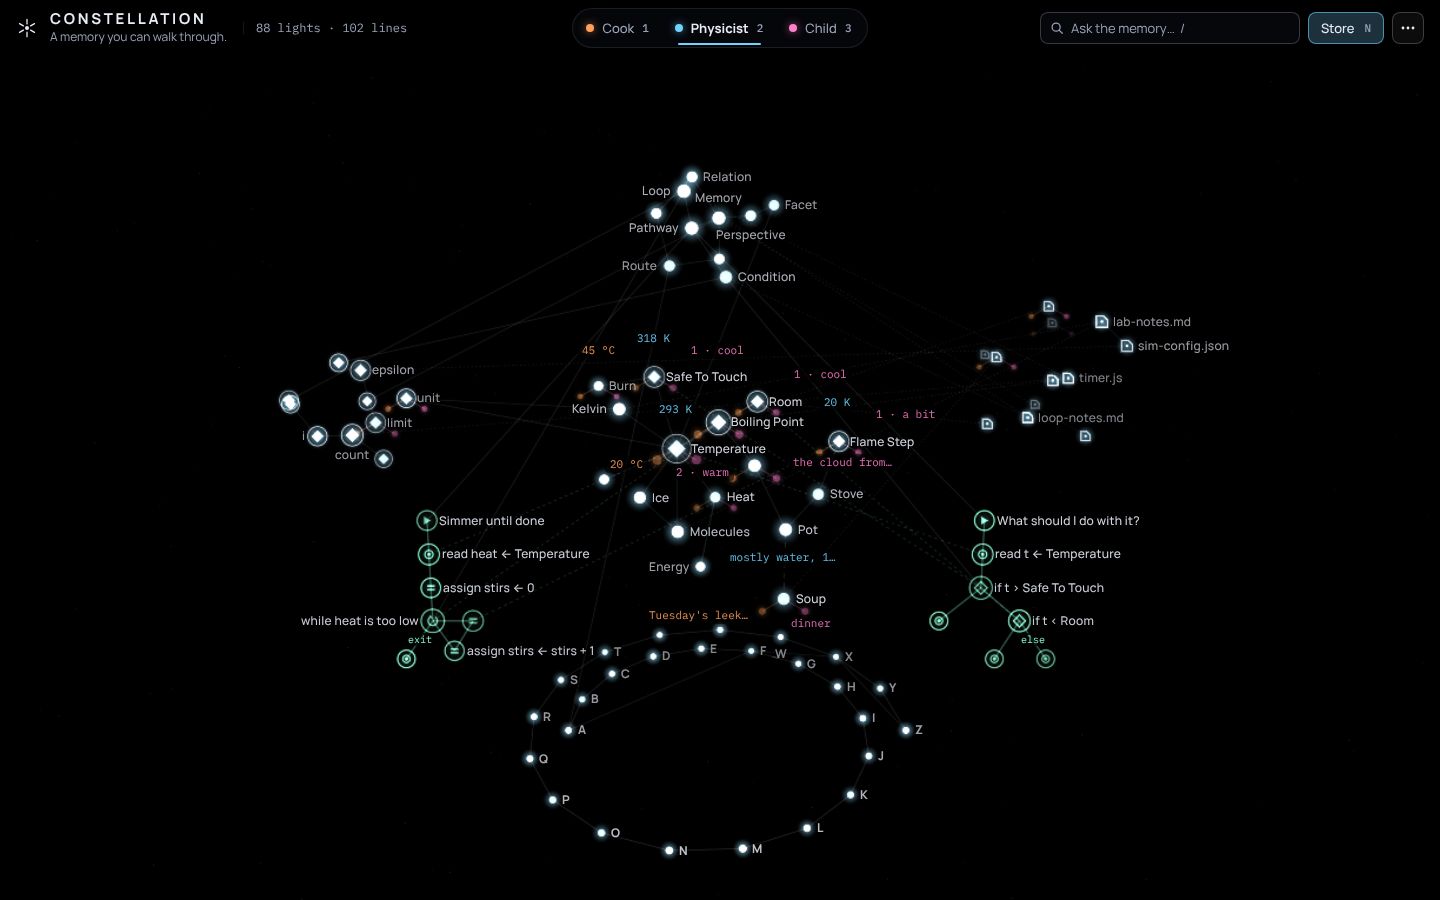 CONSTELLATION
A memory you can walk through.
88 lights · 102 lines
Cook 1
Physicist 2
Child 3
Ask the memory… /
Store N
Relation
Loop
Memory
Facet
Pathway
Perspective
Route
Condition
lab-notes.md
sim-config.json
318 K
45 °C
1 · cool
epsilon
Safe To Touch
1 · cool
timer.js
Burn
unit
Room
20 K
Kelvin
293 K
1 · a bit
loop-notes.md
limit
Boiling Point
i
Flame Step
count
Temperature
20 °C
the cloud from…
2 · warm
Ice
Heat
Stove
Simmer until done
What should I do with it?
Molecules
Pot
read heat ← Temperature
mostly water, 1…
read t ← Temperature
Energy
assign stirs ← 0
if t > Safe To Touch
Soup
Tuesday's leek…
while heat is too low
dinner
if t < Room
exit
else
assign stirs ← stirs + 1
T
D
E
F
W
G
X
S
C
H
Y
B
R
I
A
Z
Q
J
P
K
O
L
N
M